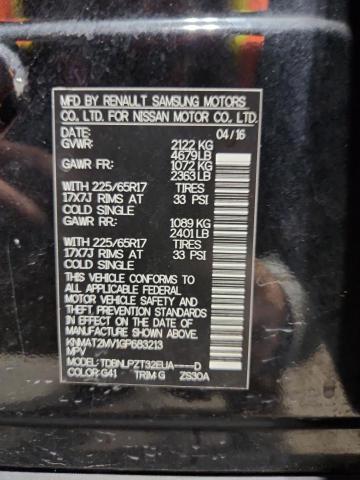 MFD BY RENAULT SAMSUNG MOTORS
CO., LTD. FOR NISSAN MOTOR CO., LTD.
DATE: 04/16
GVWR: 2122 KG
4679 LB
GAWR FR: 1072 KG
2363 LB
WITH 225/65R17 TIRES
17X7J RIMS AT 33 PSI
COLD SINGLE
GAWR RR: 1089 KG
2401 LB
WITH 225/65R17 TIRES
17X7J RIMS AT 33 PSI
COLD SINGLE
THIS VEHICLE CONFORMS TO
ALL APPLICABLE FEDERAL
MOTOR VEHICLE SAFETY AND
THEFT PREVENTION STANDARDS
IN EFFECT ON THE DATE OF
MANUFACTURE SHOWN ABOVE.
KNMAT2MV1GP683213
MPV
MODEL: TDBNLPZT32EUA----D
COLOR: G41 TRIM: G ZS30A